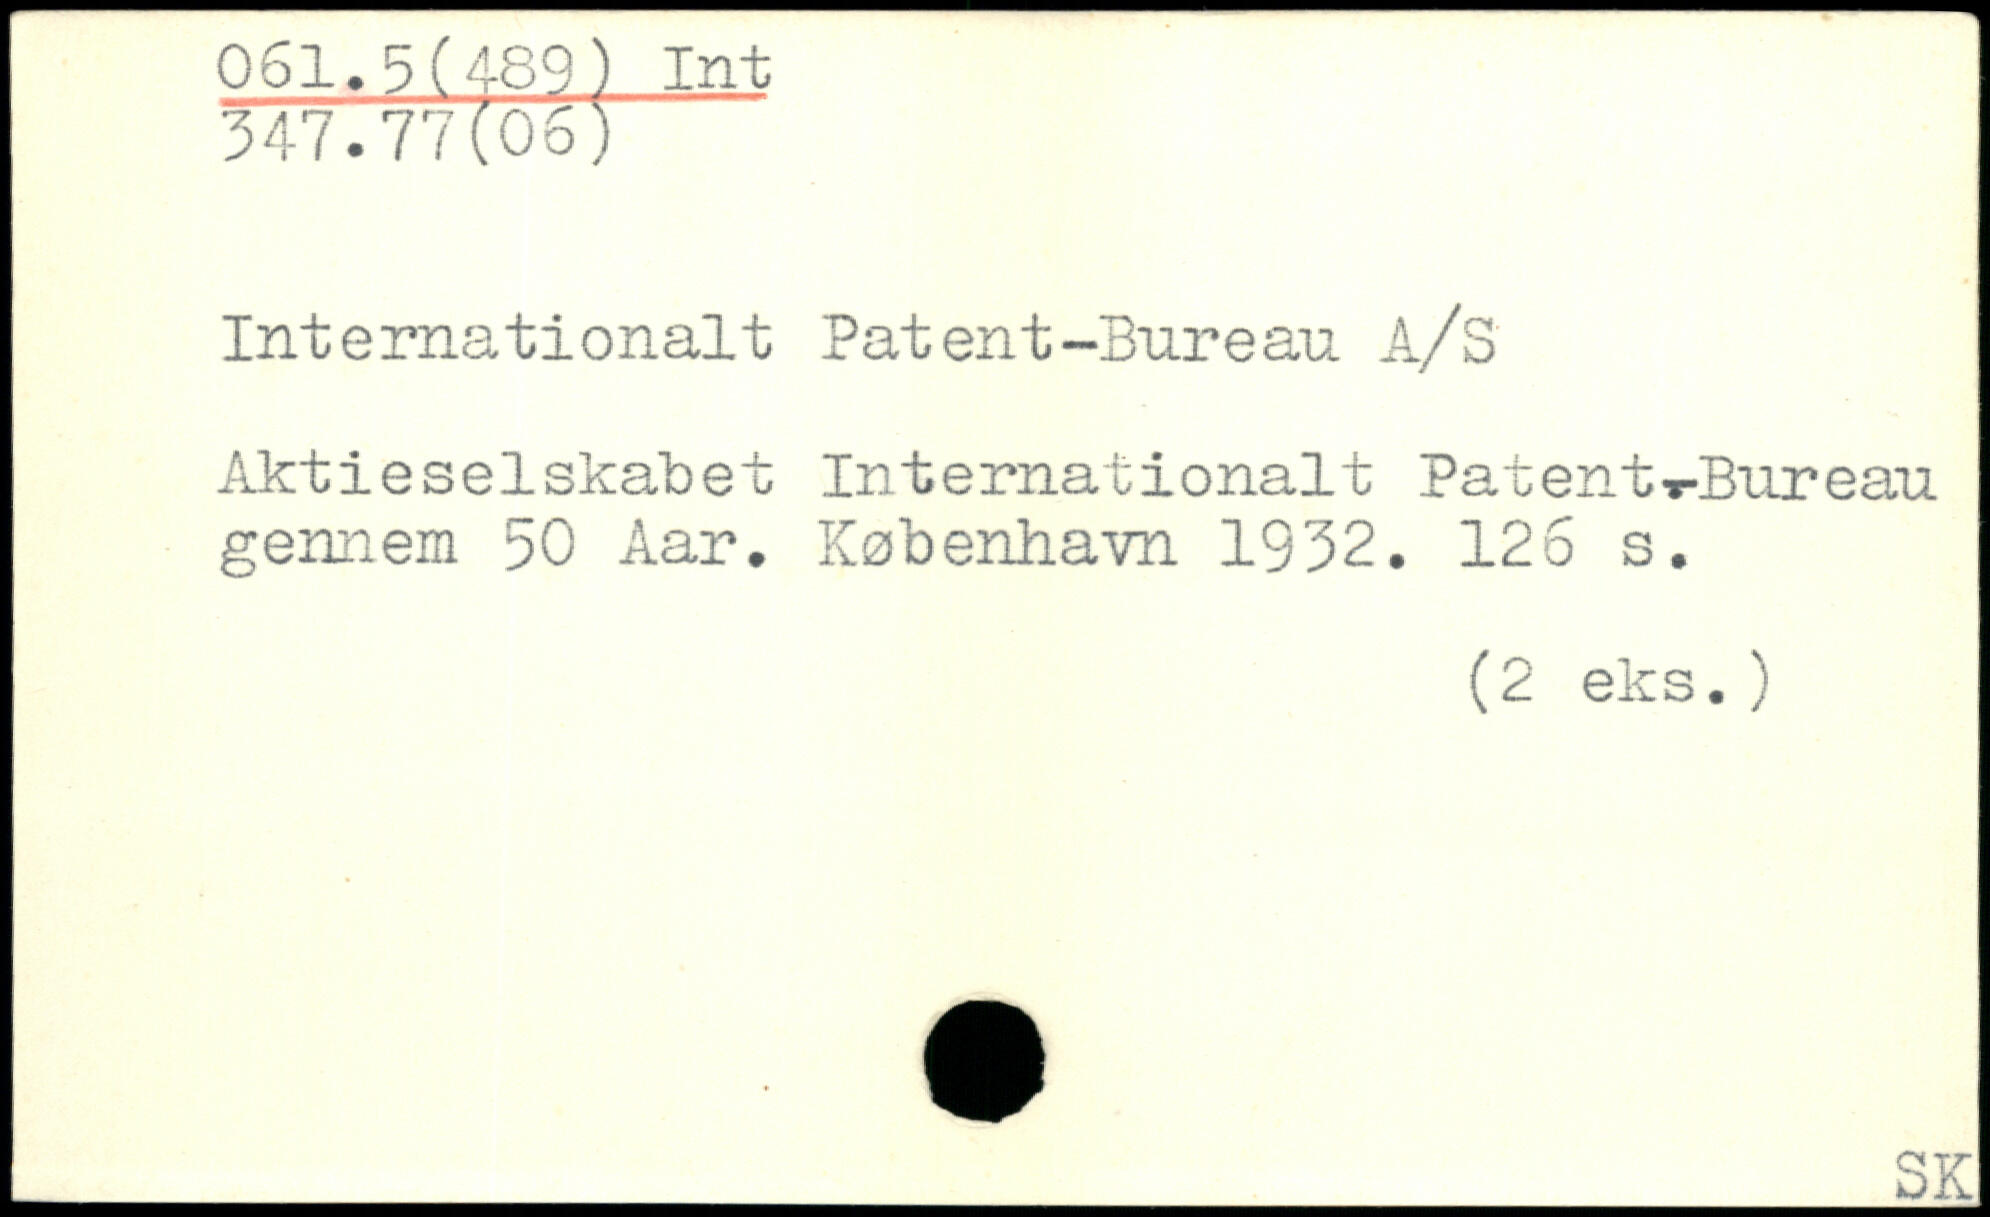 061.5(489) Int
347.77(06)
Internationalt Patent-Bureau A/S
Aktieselskabet Internationalt Patent-Bureau
gennem 50 Aar. København 1932. 126 s.
(2 eks.)
SK